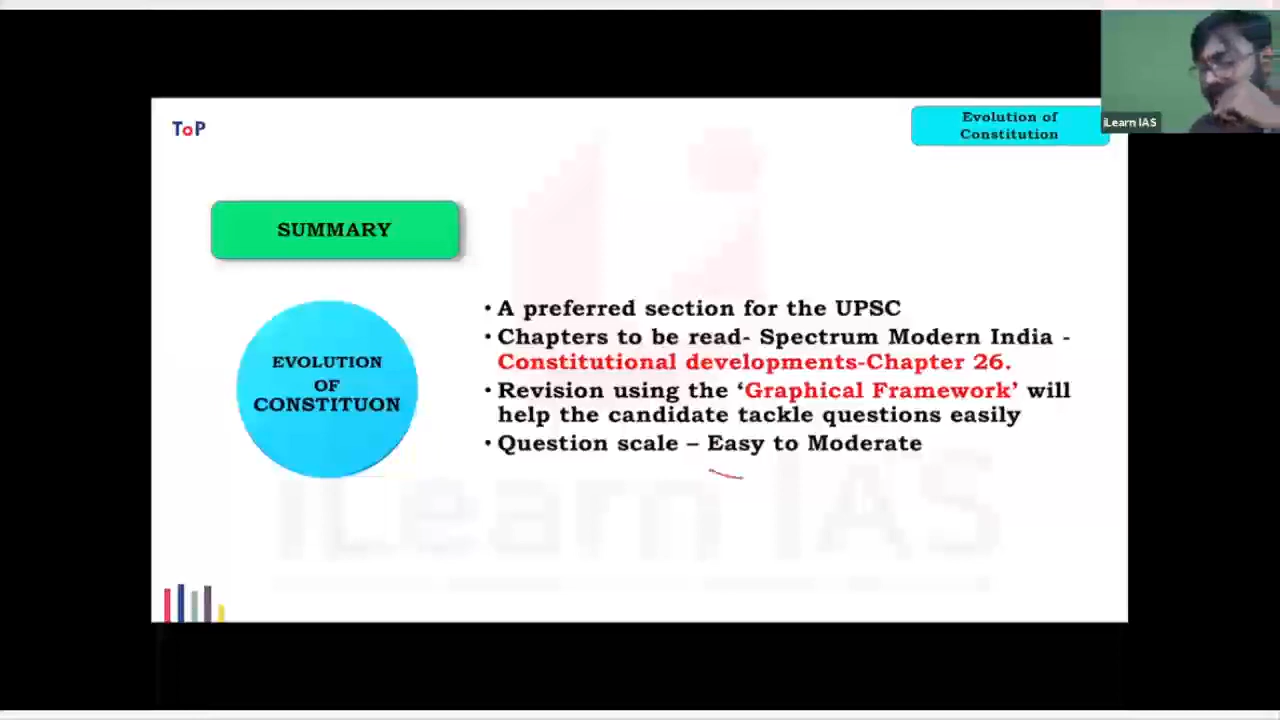 ToP
Evolution of
Constitution
iLearn IAS
SUMMARY
EVOLUTION
OF
CONSTITUON
• A preferred section for the UPSC
• Chapters to be read- Spectrum Modern India -
Constitutional developments-Chapter 26.
• Revision using the ‘Graphical Framework’ will
help the candidate tackle questions easily
• Question scale – Easy to Moderate
iLearn IAS